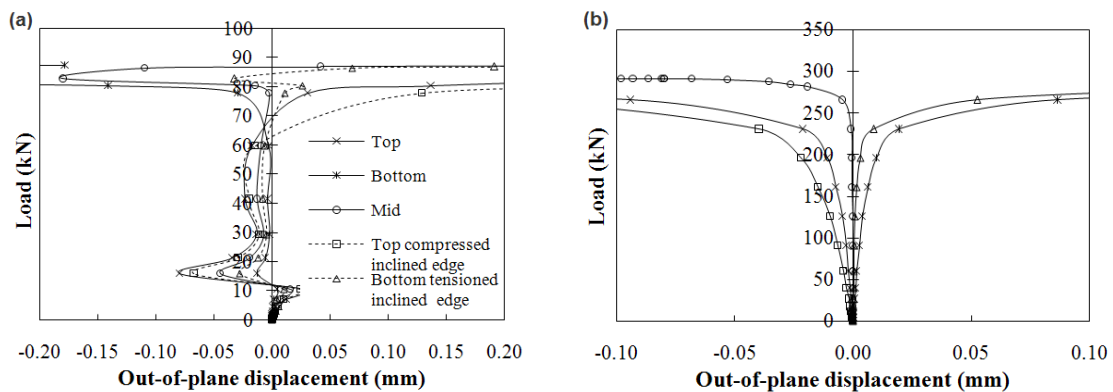 (a)
100
90
80
70
60
50
40
30
20
10
0
Load (kN)
-0.20
-0.15
-0.10
-0.05
0.00
0.05
0.10
0.15
0.20
Out-of-plane displacement (mm)
Top
Bottom
Mid
Top compressed
inclined edge
Bottom tensioned
inclined edge
(b)
350
300
250
200
150
100
50
0
Load (kN)
-0.10
-0.05
0.00
0.05
0.10
Out-of-plane displacement (mm)